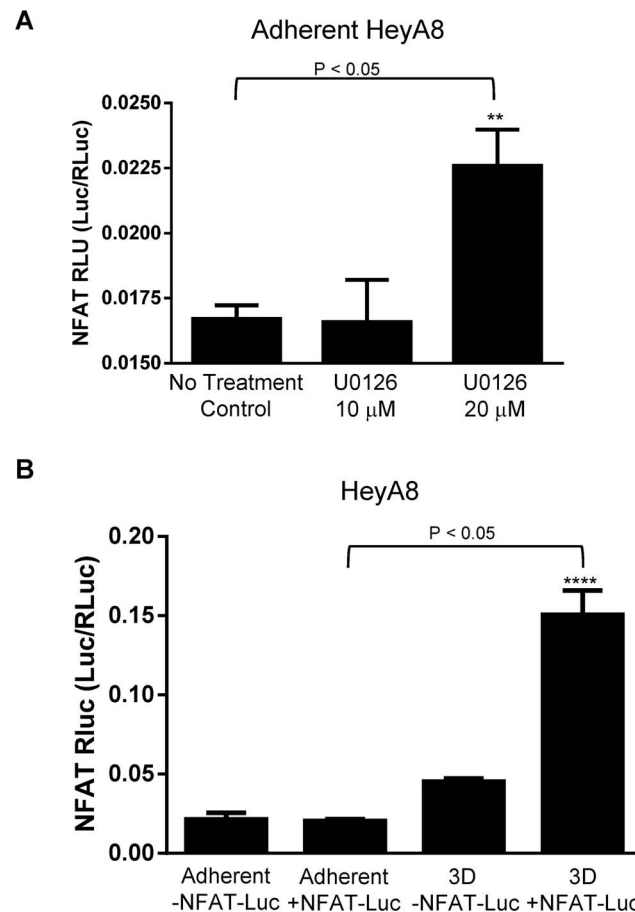 A
Adherent HeyA8
P < 0.05
NFAT RLU (Luc/RLuc)
0.0250
0.0225
0.0200
0.0175
0.0150
**
No Treatment
Control
U0126
10 μM
U0126
20 μM
B
HeyA8
P < 0.05
NFAT Rluc (Luc/RLuc)
0.20
0.15
0.10
0.05
0.00
****
Adherent
-NFAT-Luc
Adherent
+NFAT-Luc
3D
-NFAT-Luc
3D
+NFAT-Luc